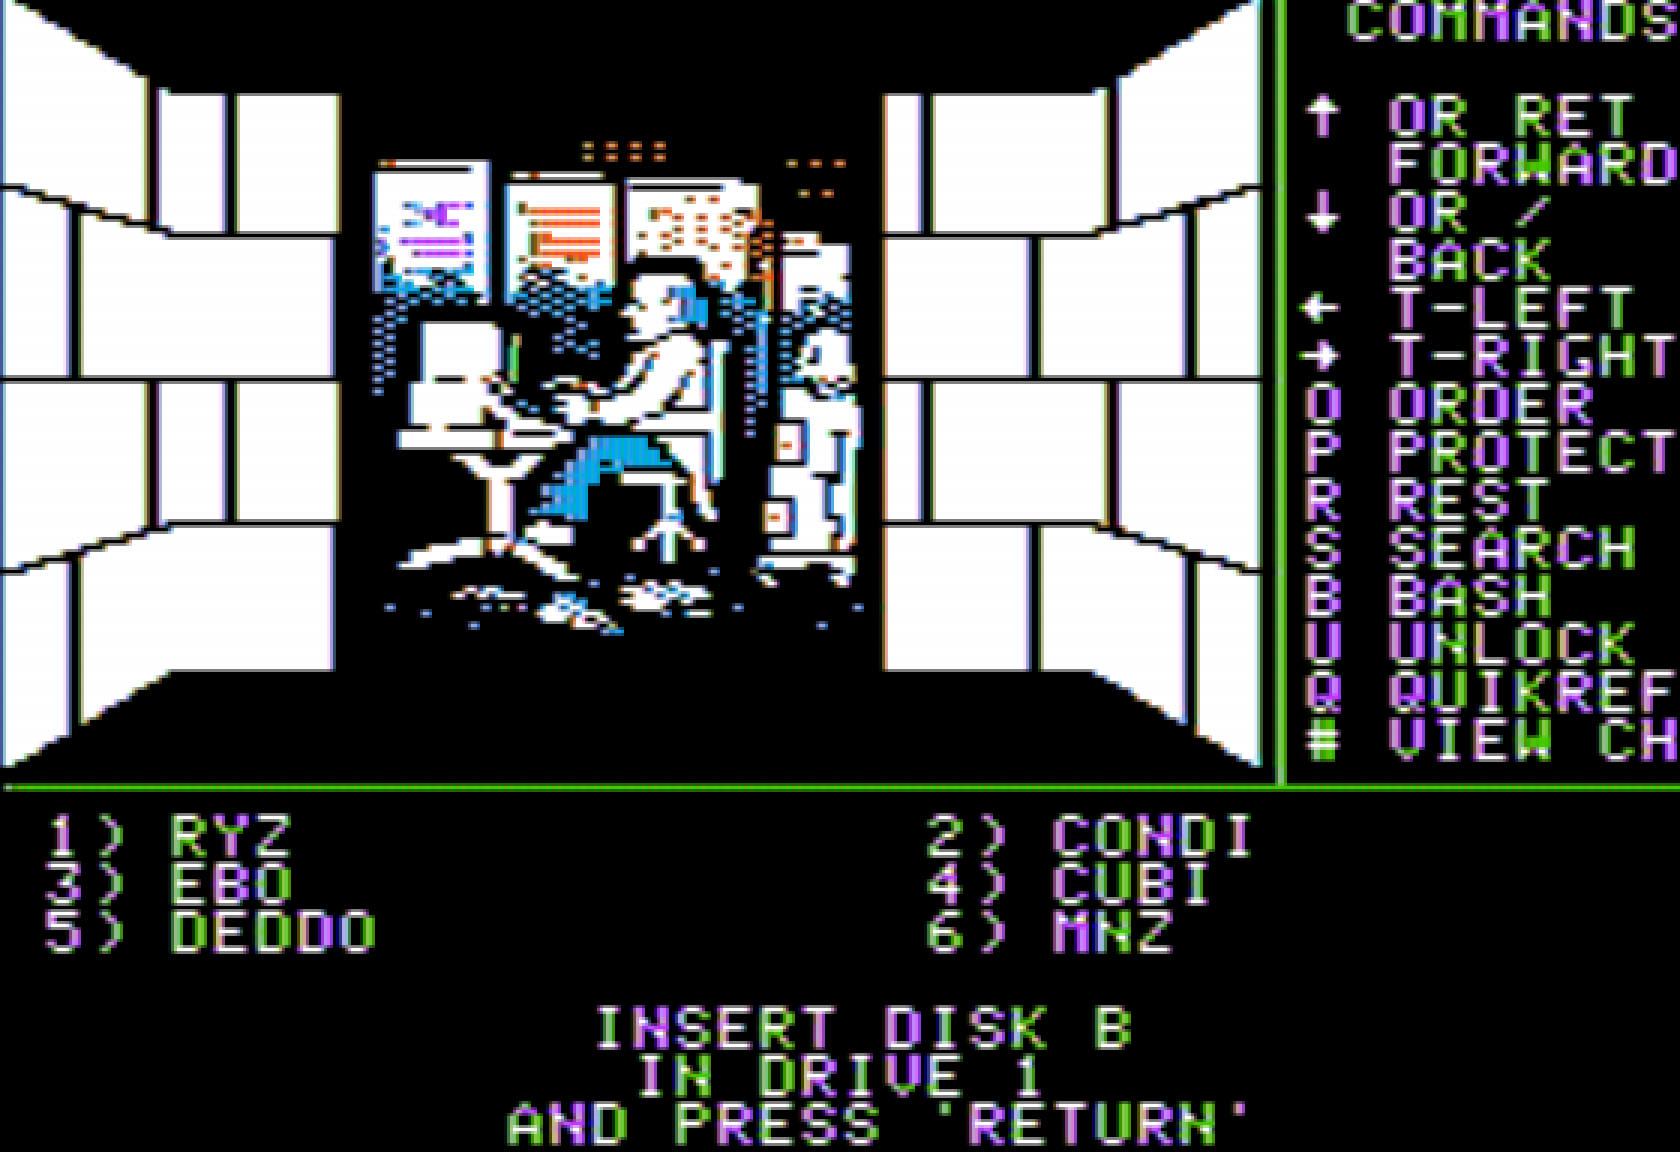 COMMANDS
↑ OR RET
FORWARD
↓ OR /
BACK
← T-LEFT
→ T-RIGHT
O ORDER
P PROTECT
R REST
S SEARCH
B BASH
U UNLOCK
Q QUIKREF
# VIEW CH
1) RYZ 2) CONDI
3) EBO 4) CUBI
5) DEDDO 6) MNZ
INSERT DISK B
IN DRIVE 1
AND PRESS 'RETURN'